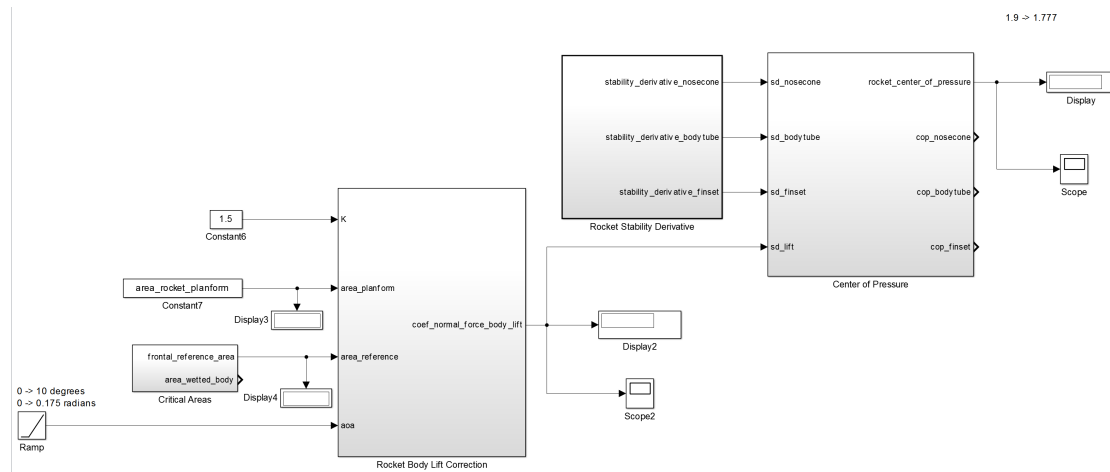 1.9 -> 1.777
stability_derivative_nosecone
stability_derivative_bodytube
stability_derivative_finset
Rocket Stability Derivative
sd_nosecone
sd_bodytube
sd_finset
sd_lift
rocket_center_of_pressure
cop_nosecone
cop_bodytube
cop_finset
Center of Pressure
Display
Scope
1.5
Constant6
area_rocket_planform
Constant7
Display3
frontal_reference_area
area_wetted_body
Critical Areas
Display4
0 -> 10 degrees
0 -> 0.175 radians
Ramp
K
area_planform
area_reference
aoa
coef_normal_force_body_lift
Rocket Body Lift Correction
Display2
Scope2